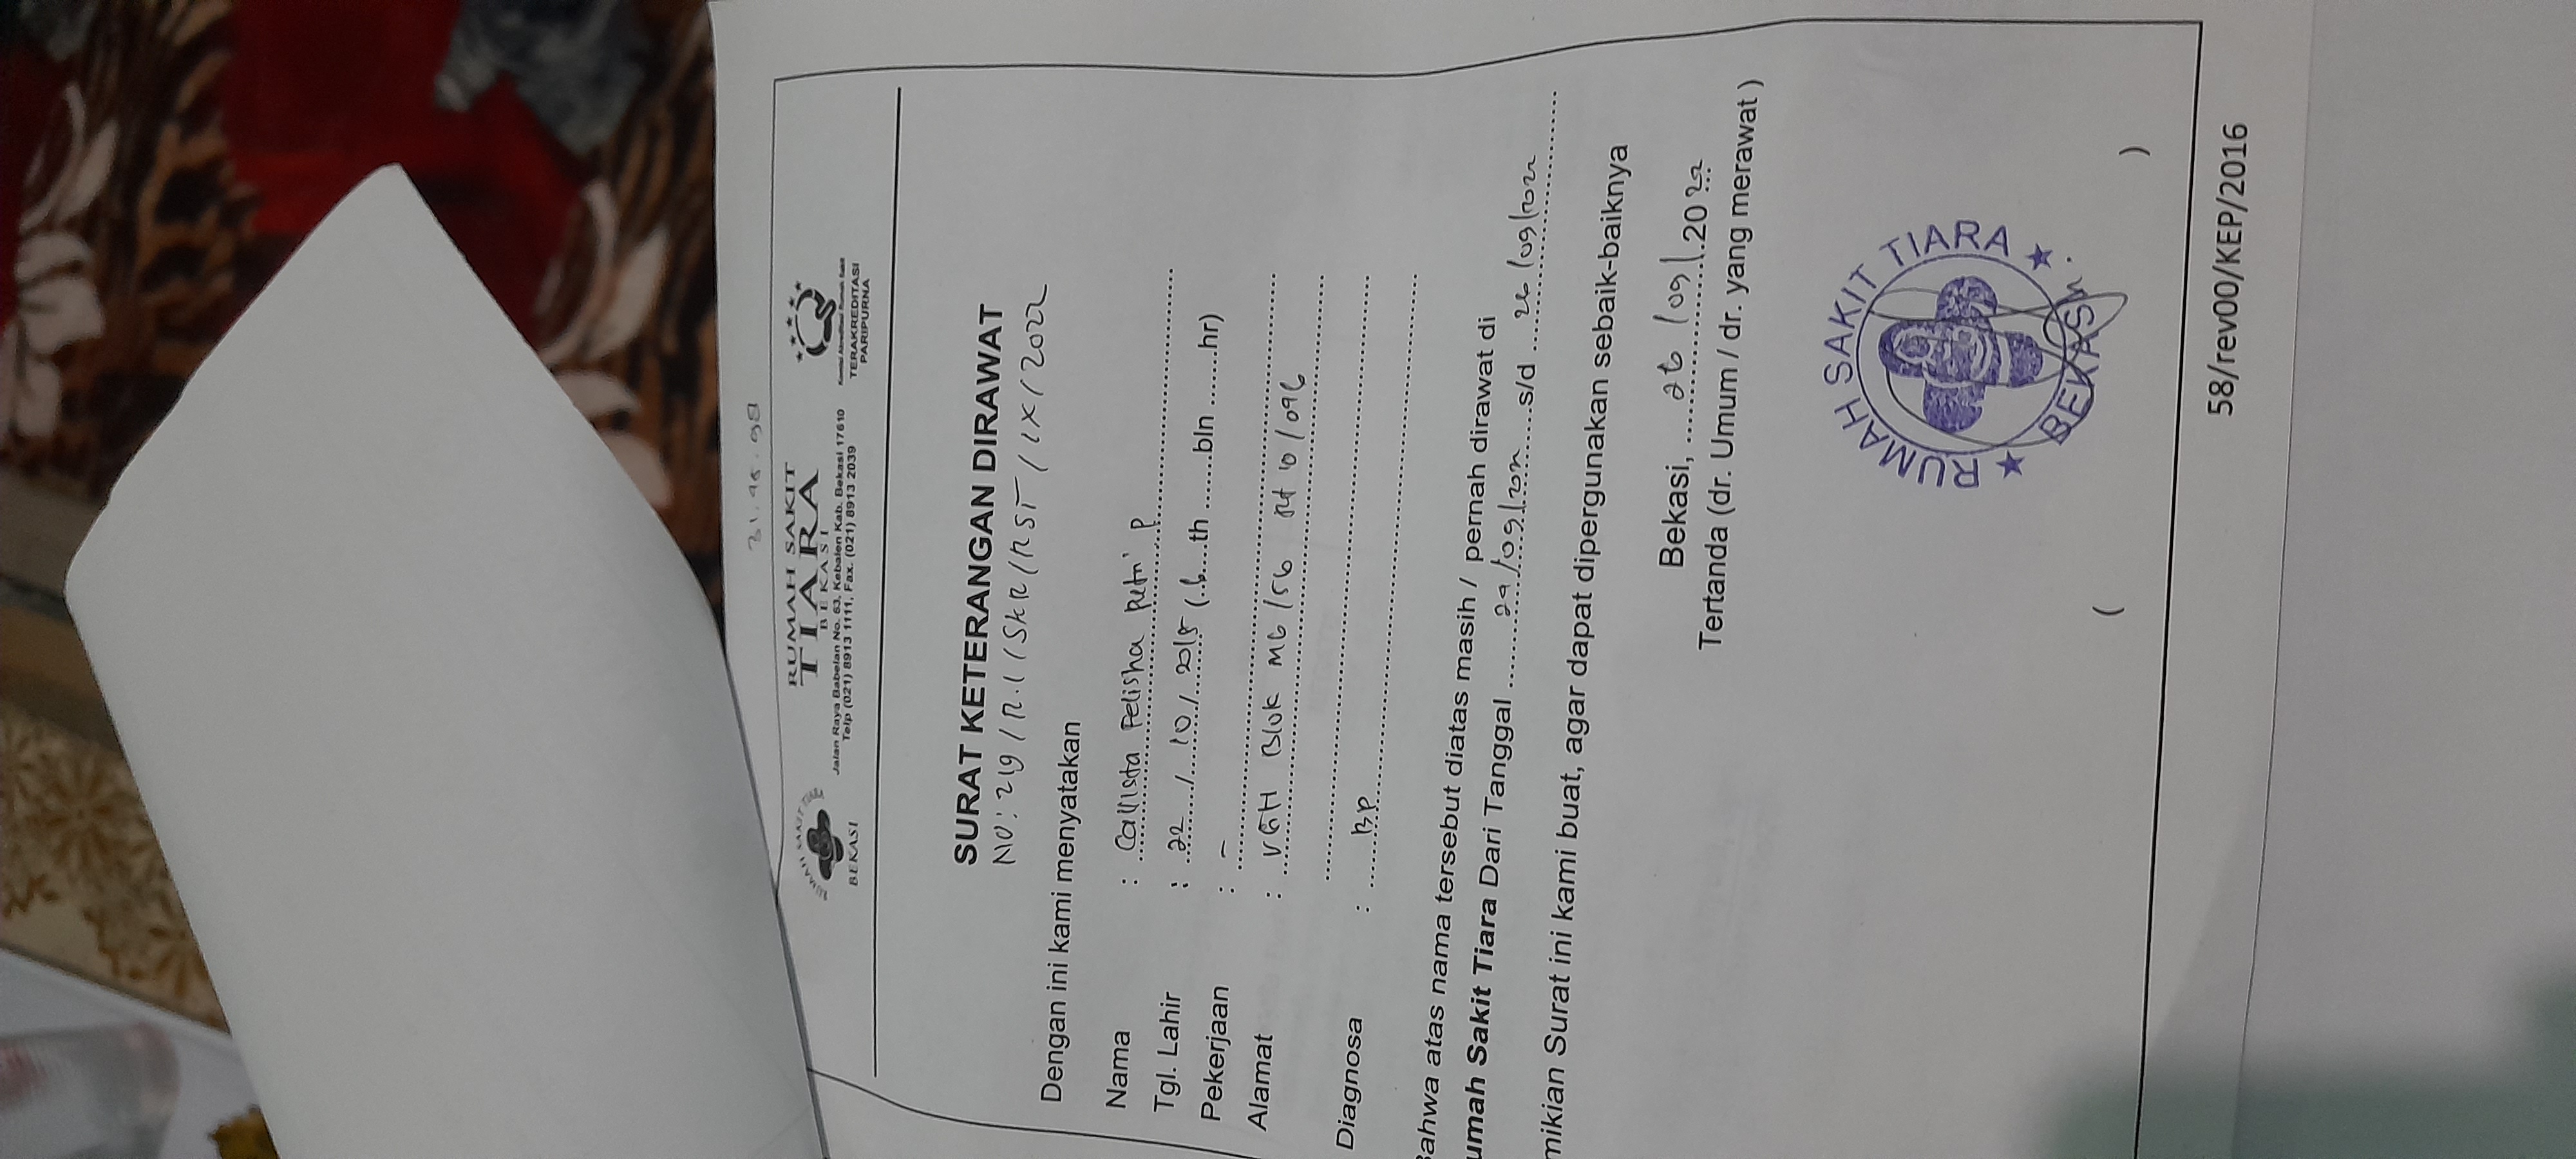 31.45.98
RUMAH SAKIT TIARA
BEKASI
RUMAH SAKIT
TIARA
BEKASI
Jalan Raya Babelan No. 63, Kebalen Kab. Bekasi 17610
Telp (021) 8913 1111, Fax. (021) 8913 2039
Komisi Akreditasi Rumah Sakit
TERAKREDITASI
PARIPURNA
SURAT KETERANGAN DIRAWAT
NO: 219/R.I/SKR/RST/IX/2022
Dengan ini kami menyatakan
Nama : Callista Felisha Putri P
Tgl. Lahir : 22 / 10 / 2015 (..6....th .......bln .......hr)
Pekerjaan : -
Alamat : VGH Blok M6/56 Rt 10/096
Diagnosa : BP
Bahwa atas nama tersebut diatas masih / pernah dirawat di
umah Sakit Tiara Dari Tanggal 24/09/2022 s/d 26/09/2022
mikian Surat ini kami buat, agar dapat dipergunakan sebaik-baiknya
Bekasi, 26/09/.2022
Tertanda (dr. Umum / dr. yang merawat )
RUMAH SAKIT TIARA
BEKASI
( )
58/rev00/KEP/2016